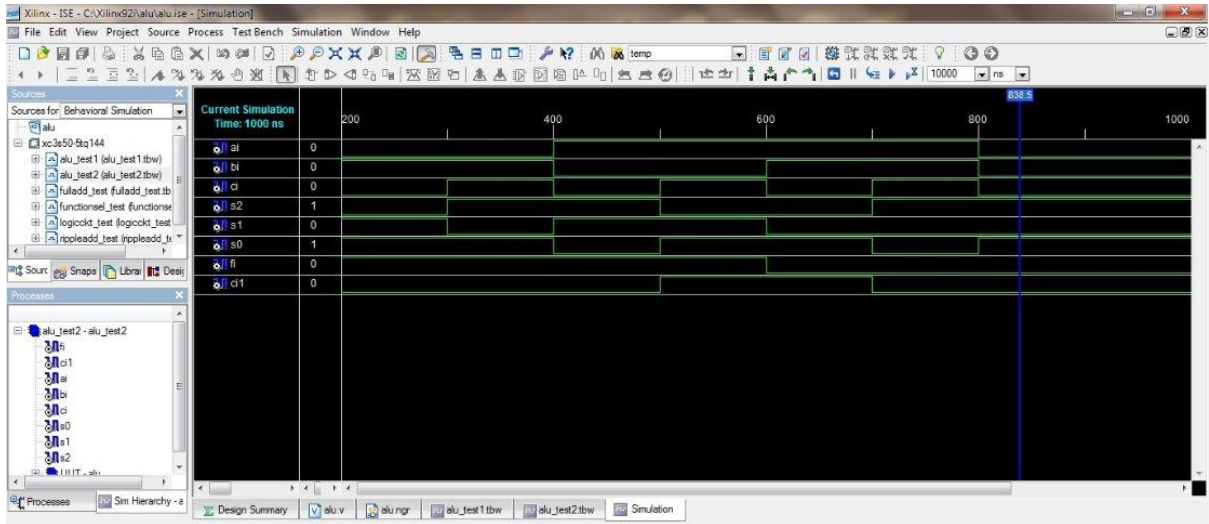 Xilinx - ISE - C:\Xilinx92i\alu\alu.ise - [Simulation]
File Edit View Project Source Process Test Bench Simulation Window Help
temp
10000 ns
Sources
Sources for: Behavioral Simulation
alu
xc3s50-5tq144
alu_test1 (alu_test1.tbw)
alu_test2 (alu_test2.tbw)
fulladd_test (fulladd_test.tb
functionsel_test (functionse
logicckt_test (logicckt_test
rippleadd_test (rippleadd_te
Sourc Snaps Librai Desig
Processes
alu_test2 - alu_test2
fi
ci1
ai
bi
ci
s0
s1
s2
UUT - alu
Processes Sim Hierarchy - a
Current Simulation
Time: 1000 ns
838.5
200 400 600 800 1000
ai 0
bi 0
ci 0
s2 1
s1 0
s0 1
fi 0
ci1 0
Design Summary alu.v alu.ngr alu_test1.tbw alu_test2.tbw Simulation